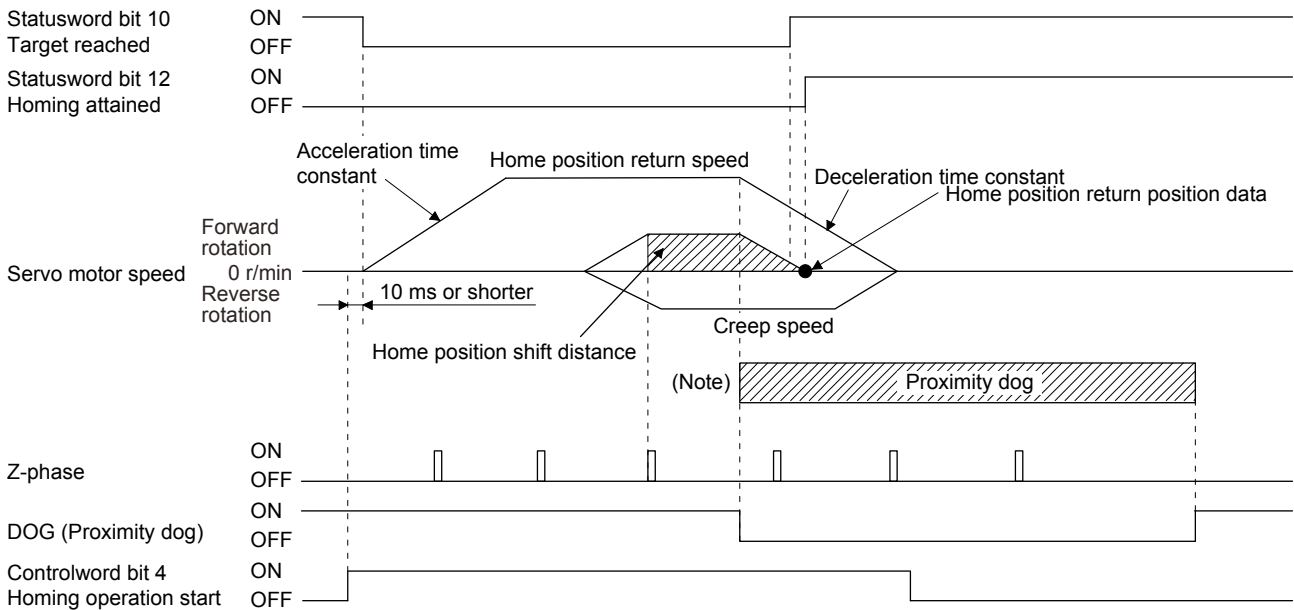 Statusword bit 10
Target reached
ON
OFF
Statusword bit 12
Homing attained
ON
OFF
Acceleration time
constant
Home position return speed
Deceleration time constant
Home position return position data
Servo motor speed
Forward
rotation
0 r/min
Reverse
rotation
10 ms or shorter
Creep speed
Home position shift distance
(Note)
Proximity dog
Z-phase
ON
OFF
DOG (Proximity dog)
ON
OFF
Controlword bit 4
Homing operation start
ON
OFF